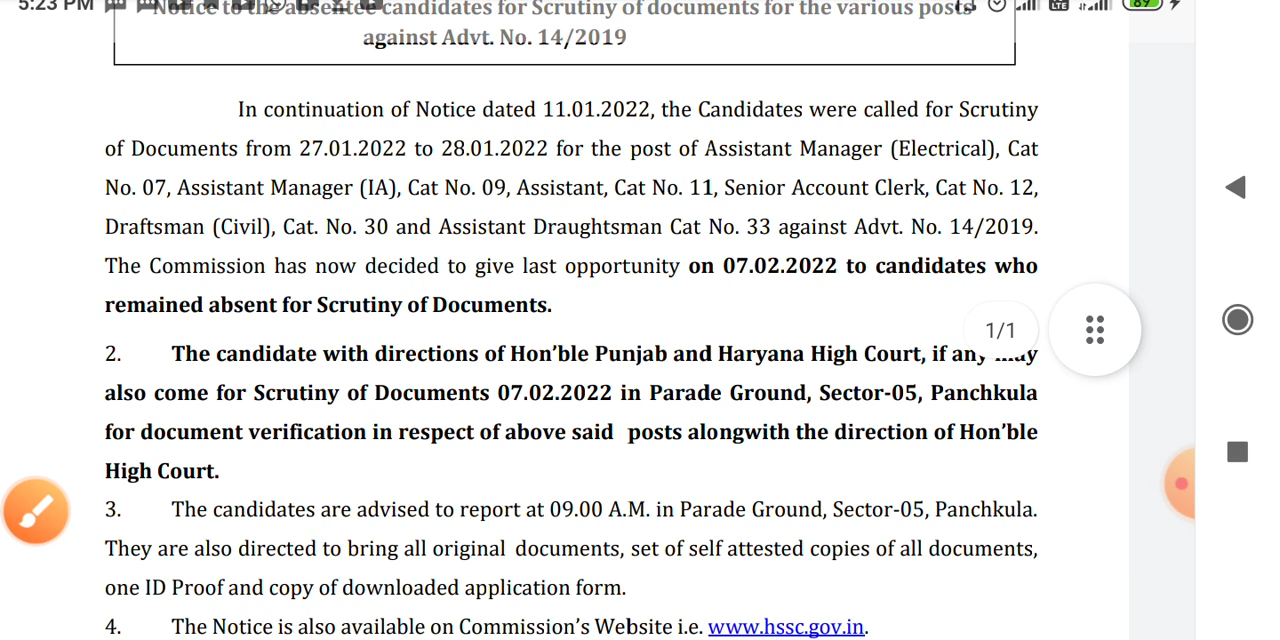 5:23 PM
Notice to the absentee candidates for Scrutiny of documents for the various posts
against Advt. No. 14/2019
89
In continuation of Notice dated 11.01.2022, the Candidates were called for Scrutiny
of Documents from 27.01.2022 to 28.01.2022 for the post of Assistant Manager (Electrical), Cat
No. 07, Assistant Manager (IA), Cat No. 09, Assistant, Cat No. 11, Senior Account Clerk, Cat No. 12,
Draftsman (Civil), Cat. No. 30 and Assistant Draughtsman Cat No. 33 against Advt. No. 14/2019.
The Commission has now decided to give last opportunity on 07.02.2022 to candidates who
remained absent for Scrutiny of Documents.
1/1
2. The candidate with directions of Hon'ble Punjab and Haryana High Court, if any
also come for Scrutiny of Documents 07.02.2022 in Parade Ground, Sector-05, Panchkula
for document verification in respect of above said posts alongwith the direction of Hon'ble
High Court.
3. The candidates are advised to report at 09.00 A.M. in Parade Ground, Sector-05, Panchkula.
They are also directed to bring all original documents, set of self attested copies of all documents,
one ID Proof and copy of downloaded application form.
4. The Notice is also available on Commission's Website i.e. www.hssc.gov.in.